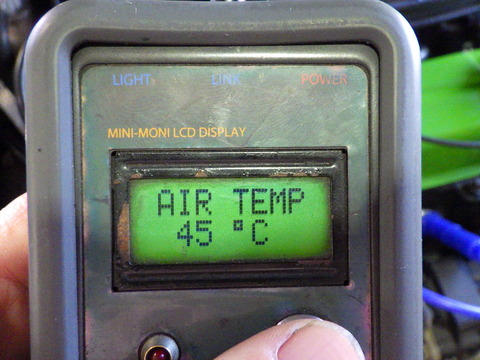 LIGHT LINK POWER
MINI-MONI LCD DISPLAY
AIR TEMP
45 °C